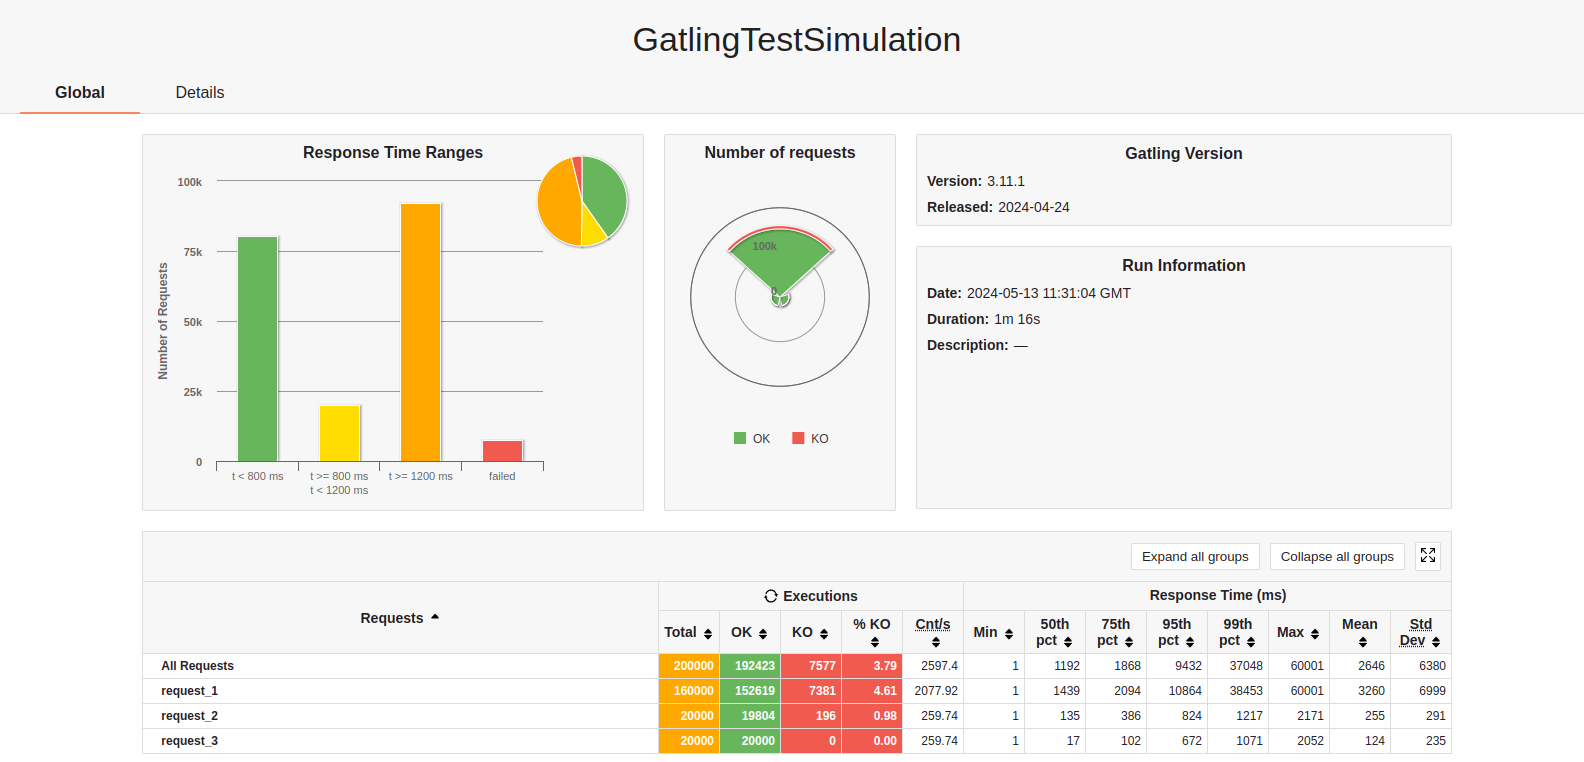 GatlingTestSimulation
Global Details
Response Time Ranges
100k
75k
50k
25k
0
Number of Requests
t < 800 ms
t >= 800 ms
t < 1200 ms
t >= 1200 ms
failed
Number of requests
100k
0
OK KO
Gatling Version
Version: 3.11.1
Released: 2024-04-24
Run Information
Date: 2024-05-13 11:31:04 GMT
Duration: 1m 16s
Description: —
Expand all groups Collapse all groups
Requests Executions Response Time (ms)
Total OK KO % KO Cnt/s Min 50th pct 75th pct 95th pct 99th pct Max Mean Std Dev
All Requests 200000 192423 7577 3.79 2597.4 1 1192 1868 9432 37048 60001 2646 6380
request_1 160000 152619 7381 4.61 2077.92 1 1439 2094 10864 38453 60001 3260 6999
request_2 20000 19804 196 0.98 259.74 1 135 386 824 1217 2171 255 291
request_3 20000 20000 0 0.00 259.74 1 17 102 672 1071 2052 124 235